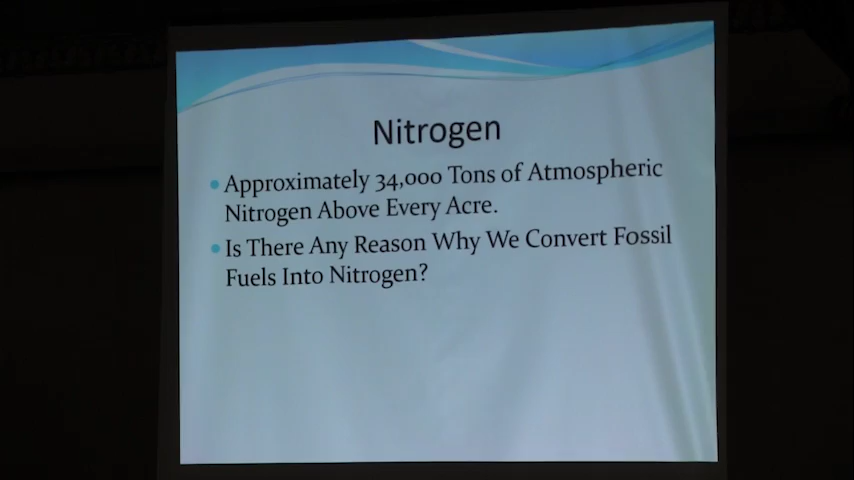 Nitrogen
Approximately 34,000 Tons of Atmospheric
Nitrogen Above Every Acre.
Is There Any Reason Why We Convert Fossil
Fuels Into Nitrogen?